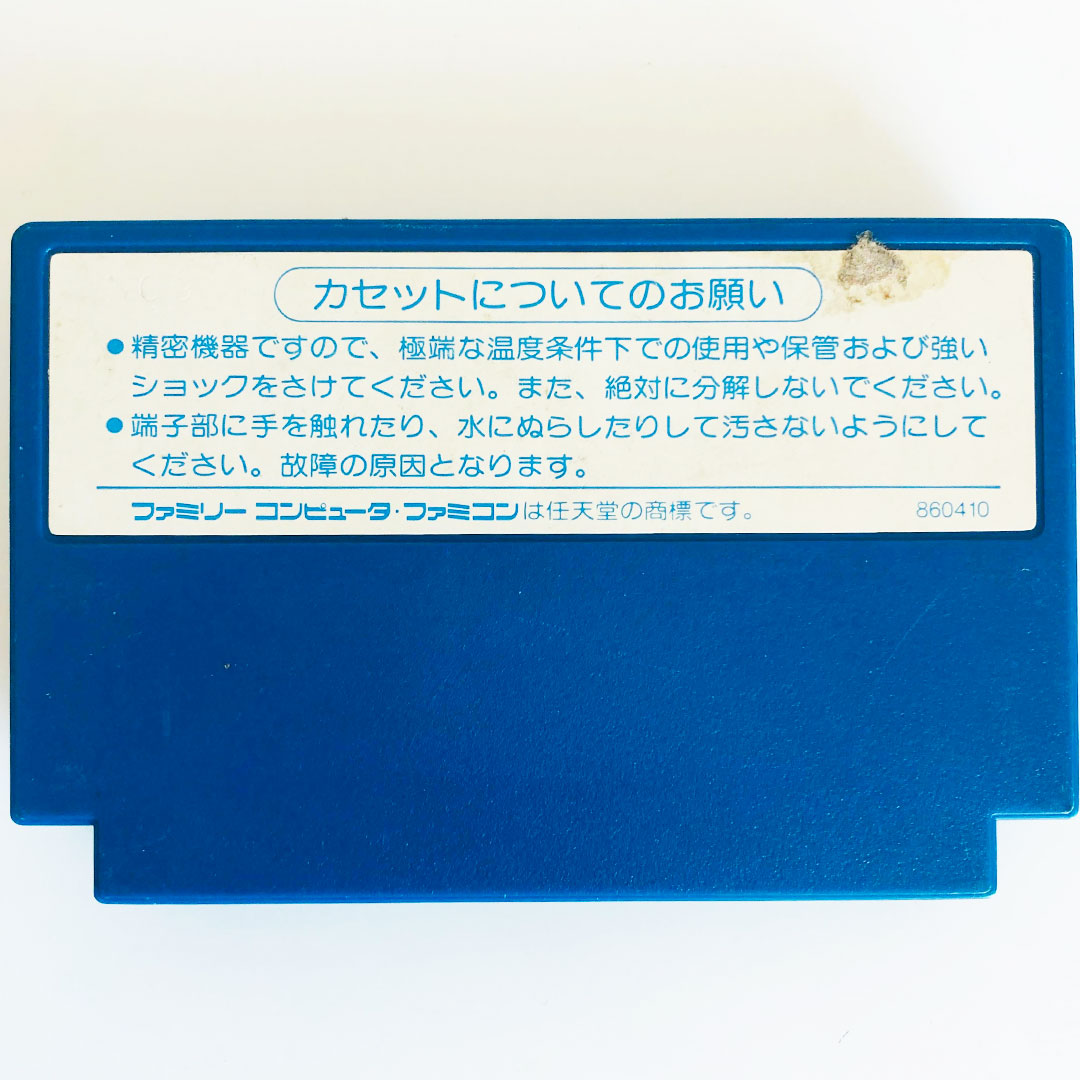 カセットについてのお願い
●精密機器ですので、極端な温度条件下での使用や保管および強い
ショックをさけてください。また、絶対に分解しないでください。
●端子部に手を触れたり、水にぬらしたりして汚さないようにして
ください。故障の原因となります。
ファミリー コンピュータ・ファミコンは任天堂の商標です。 860410